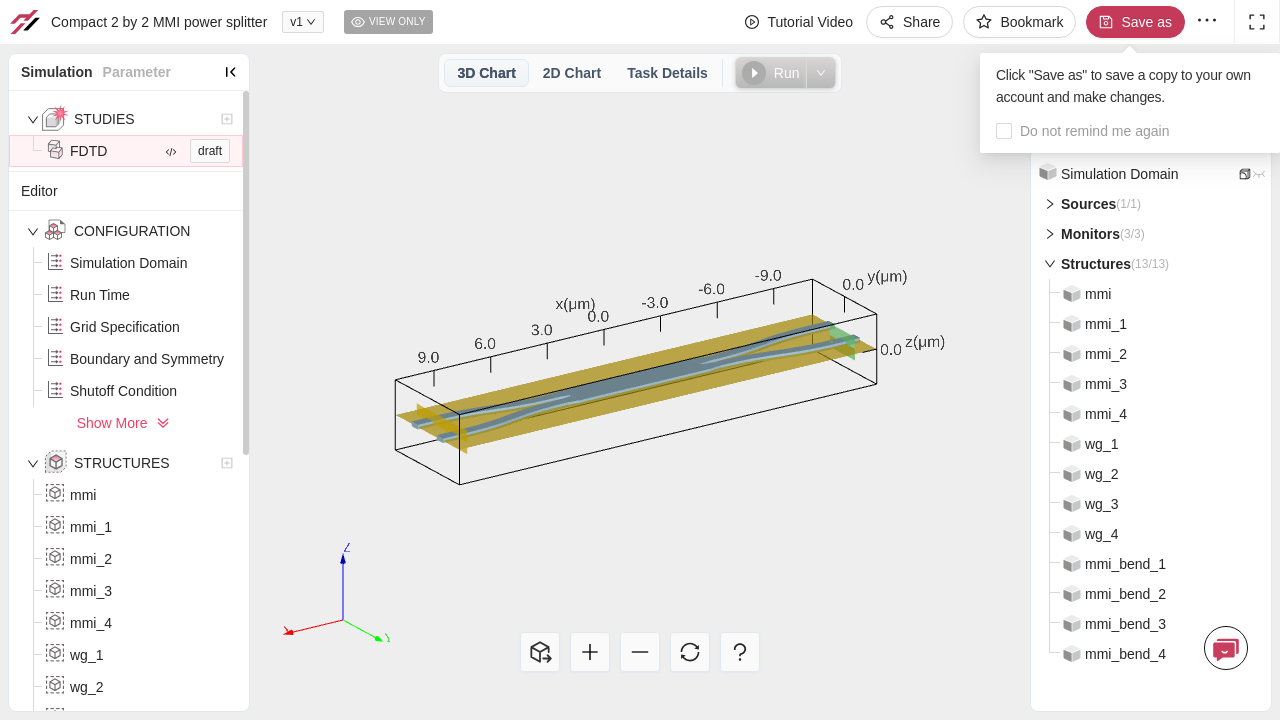 Compact 2 by 2 MMI power splitter
v1
VIEW ONLY
Tutorial Video
Share
Bookmark
Save as
Click "Save as" to save a copy to your own
account and make changes.
Do not remind me again
Simulation
Parameter
STUDIES
FDTD
draft
Editor
CONFIGURATION
Simulation Domain
Run Time
Grid Specification
Boundary and Symmetry
Shutoff Condition
Show More
STRUCTURES
mmi
mmi_1
mmi_2
mmi_3
mmi_4
wg_1
wg_2
3D Chart
2D Chart
Task Details
Run
9.0
6.0
3.0
x(μm)
0.0
-3.0
-6.0
-9.0
0.0
y(μm)
0.0
z(μm)
Z
X
Y
Simulation Domain
Sources(1/1)
Monitors(3/3)
Structures(13/13)
mmi
mmi_1
mmi_2
mmi_3
mmi_4
wg_1
wg_2
wg_3
wg_4
mmi_bend_1
mmi_bend_2
mmi_bend_3
mmi_bend_4